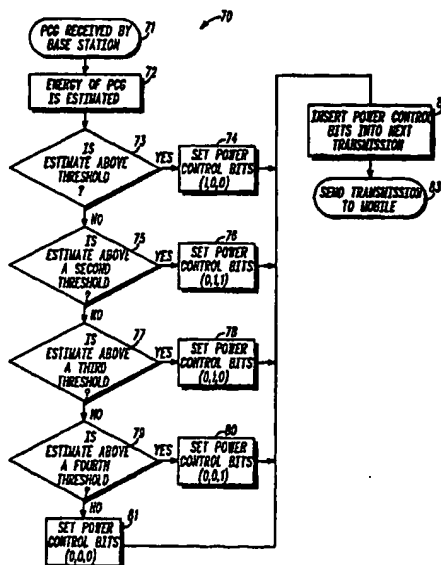 70
PCG RECEIVED BY
BASE STATION
71
ENERGY OF PCG
IS ESTIMATED
72
IS
ESTIMATE ABOVE
THRESHOLD
?
73
YES
SET POWER
CONTROL BITS
(1,0,0)
74
NO
IS
ESTIMATE ABOVE
A SECOND
THRESHOLD
?
75
YES
SET POWER
CONTROL BITS
(0,1,1)
76
NO
IS
ESTIMATE ABOVE
A THIRD
THRESHOLD
?
77
YES
SET POWER
CONTROL BITS
(0,1,0)
78
NO
IS
ESTIMATE ABOVE
A FOURTH
THRESHOLD
?
79
YES
SET POWER
CONTROL BITS
(0,0,1)
80
NO
SET POWER
CONTROL BITS
(0,0,0)
81
INSERT POWER CONTROL
BITS INTO NEXT
TRANSMISSION
SEND TRANSMISSION
TO MOBILE
83